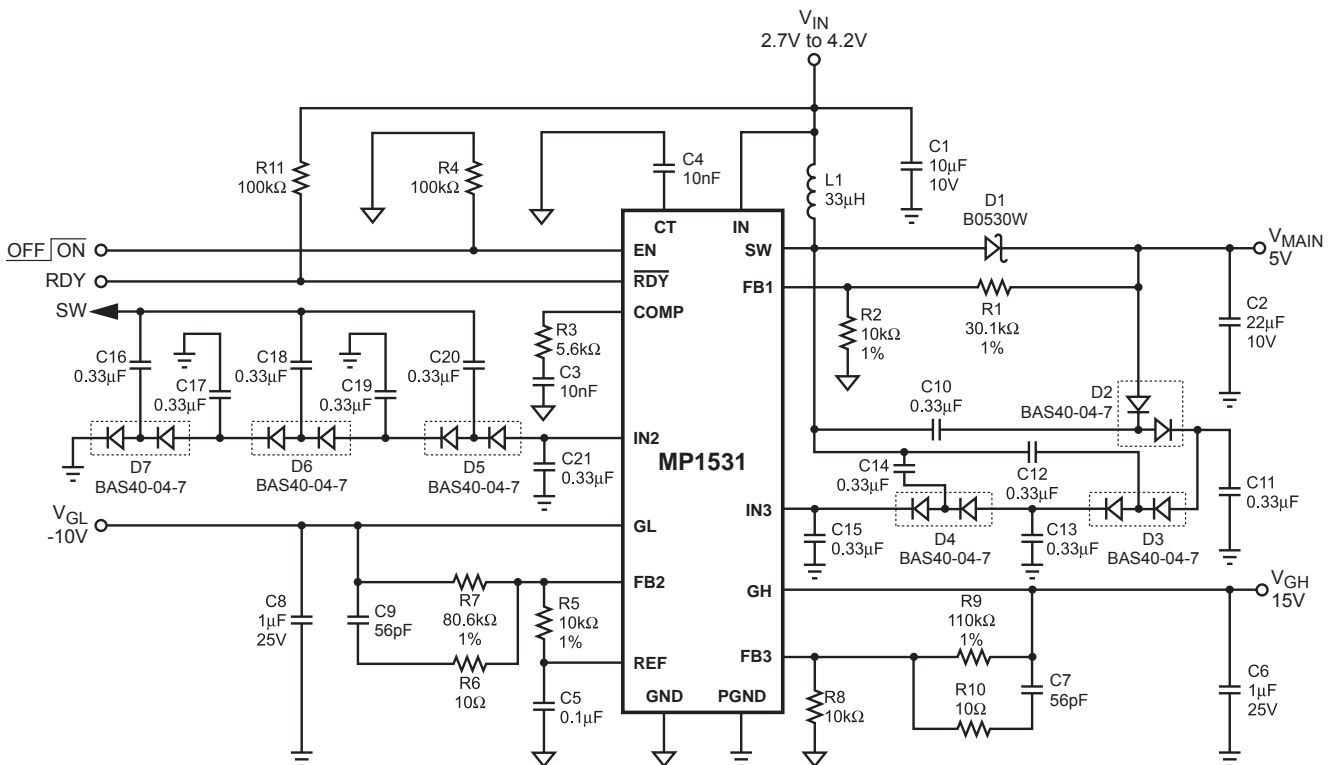 VIN
2.7V to 4.2V
R11
100kΩ
R4
100kΩ
C4
10nF
C1
10µF
10V
L1
33µH
D1
B0530W
CT
IN
OFF ON
EN
SW
VMAIN
5V
RDY
RDY
FB1
SW
COMP
R3
5.6kΩ
C3
10nF
R2
10kΩ
1%
R1
30.1kΩ
1%
C2
22µF
10V
C16
0.33µF
C17
0.33µF
C18
0.33µF
C19
0.33µF
C20
0.33µF
C10
0.33µF
D2
BAS40-04-7
IN2
MP1531
D7
BAS40-04-7
D6
BAS40-04-7
D5
BAS40-04-7
C21
0.33µF
C14
0.33µF
C12
0.33µF
C11
0.33µF
IN3
C15
0.33µF
D4
BAS40-04-7
C13
0.33µF
D3
BAS40-04-7
VGL
-10V
GL
FB2
GH
VGH
15V
C8
1µF
25V
C9
56pF
R7
80.6kΩ
1%
R5
10kΩ
1%
R6
10Ω
REF
FB3
R9
110kΩ
1%
C7
56pF
R10
10Ω
C6
1µF
25V
C5
0.1µF
GND
PGND
R8
10kΩ